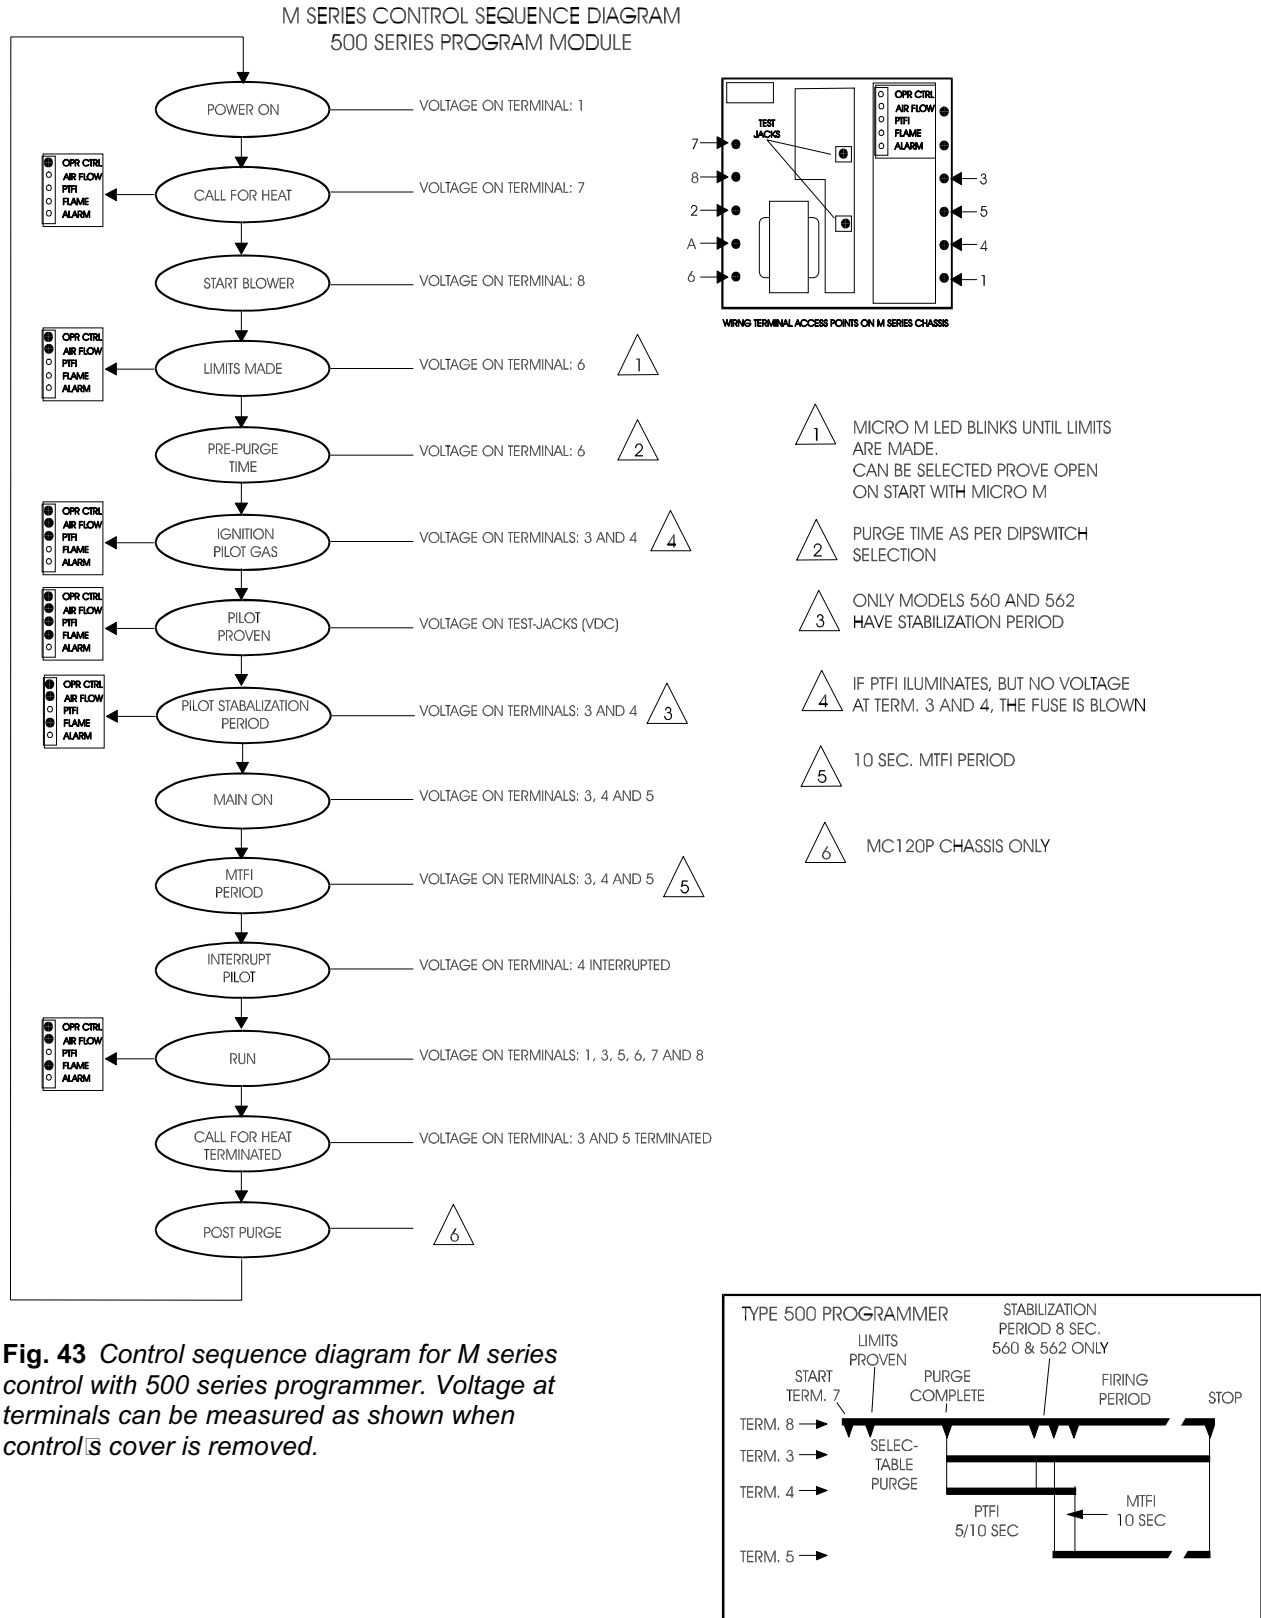 M SERIES CONTROL SEQUENCE DIAGRAM
500 SERIES PROGRAM MODULE
POWER ON
VOLTAGE ON TERMINAL: 1
OPR CTRL
AIR FLOW
PTFI
FLAME
ALARM
CALL FOR HEAT
VOLTAGE ON TERMINAL: 7
START BLOWER
VOLTAGE ON TERMINAL: 8
OPR CTRL
AIR FLOW
PTFI
FLAME
ALARM
LIMITS MADE
VOLTAGE ON TERMINAL: 6
1
PRE-PURGE
TIME
VOLTAGE ON TERMINAL: 6
2
OPR CTRL
AIR FLOW
PTFI
FLAME
ALARM
IGNITION
PILOT GAS
VOLTAGE ON TERMINALS: 3 AND 4
4
OPR CTRL
AIR FLOW
PTFI
FLAME
ALARM
PILOT
PROVEN
VOLTAGE ON TEST-JACKS (VDC)
OPR CTRL
AIR FLOW
PTFI
FLAME
ALARM
PILOT STABALIZATION
PERIOD
VOLTAGE ON TERMINALS: 3 AND 4
3
MAIN ON
VOLTAGE ON TERMINALS: 3, 4 AND 5
MTFI
PERIOD
VOLTAGE ON TERMINALS: 3, 4 AND 5
5
INTERRUPT
PILOT
VOLTAGE ON TERMINAL: 4 INTERRUPTED
OPR CTRL
AIR FLOW
PTFI
FLAME
ALARM
RUN
VOLTAGE ON TERMINALS: 1, 3, 5, 6, 7 AND 8
CALL FOR HEAT
TERMINATED
VOLTAGE ON TERMINAL: 3 AND 5 TERMINATED
POST PURGE
6
OPR CTRL
AIR FLOW
PTFI
FLAME
ALARM
TEST
JACKS
7
8
2
A
6
3
5
4
1
WIRNG TERMINAL ACCESS POINTS ON M SERIES CHASSIS
1
MICRO M LED BLINKS UNTIL LIMITS
ARE MADE.
CAN BE SELECTED PROVE OPEN
ON START WITH MICRO M
2
PURGE TIME AS PER DIPSWITCH
SELECTION
3
ONLY MODELS 560 AND 562
HAVE STABILIZATION PERIOD
4
IF PTFI ILUMINATES, BUT NO VOLTAGE
AT TERM. 3 AND 4, THE FUSE IS BLOWN
5
10 SEC. MTFI PERIOD
6
MC120P CHASSIS ONLY
Fig. 43 Control sequence diagram for M series
control with 500 series programmer. Voltage at
terminals can be measured as shown when
control s cover is removed.
TYPE 500 PROGRAMMER
STABILIZATION
PERIOD 8 SEC.
560 & 562 ONLY
LIMITS
PROVEN
START
TERM. 7
PURGE
COMPLETE
FIRING
PERIOD
STOP
TERM. 8
TERM. 3
SELEC-
TABLE
PURGE
TERM. 4
PTFI
5/10 SEC
MTFI
10 SEC
TERM. 5